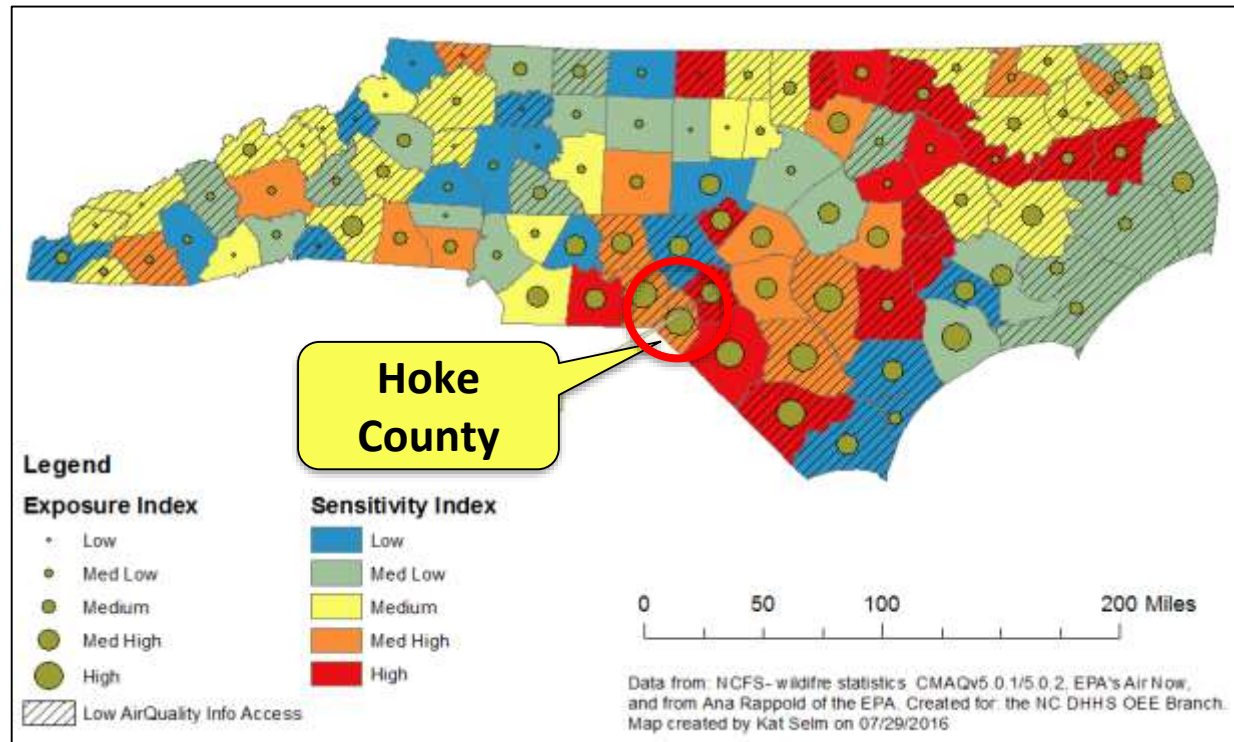 Hoke
County
Legend
Exposure Index
Low
Med Low
Medium
Med High
High
Low AirQuality Info Access
Sensitivity Index
Low
Med Low
Medium
Med High
High
0 50 100 200 Miles
Data from: NCFS- wildifre statistics CMAQv5.0.1/5.0.2, EPA's Air Now,
and from Ana Rappold of the EPA. Created for: the NC DHHS OEE Branch.
Map created by Kat Selm on 07/29/2016